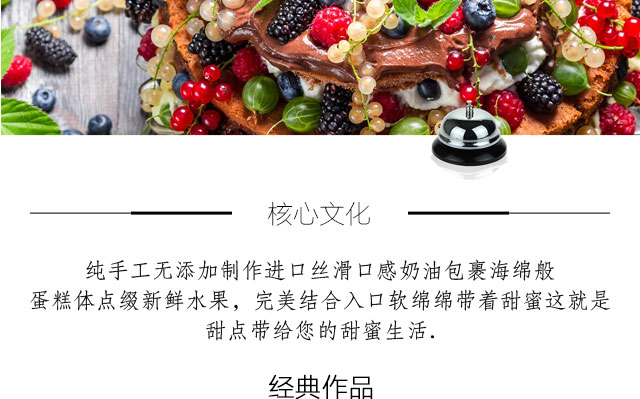 核心文化
纯手工无添加制作进口丝滑口感奶油包裹海绵般
蛋糕体点缀新鲜水果，完美结合入口软绵绵带着甜蜜这就是
甜点带给您的甜蜜生活.
经典作品